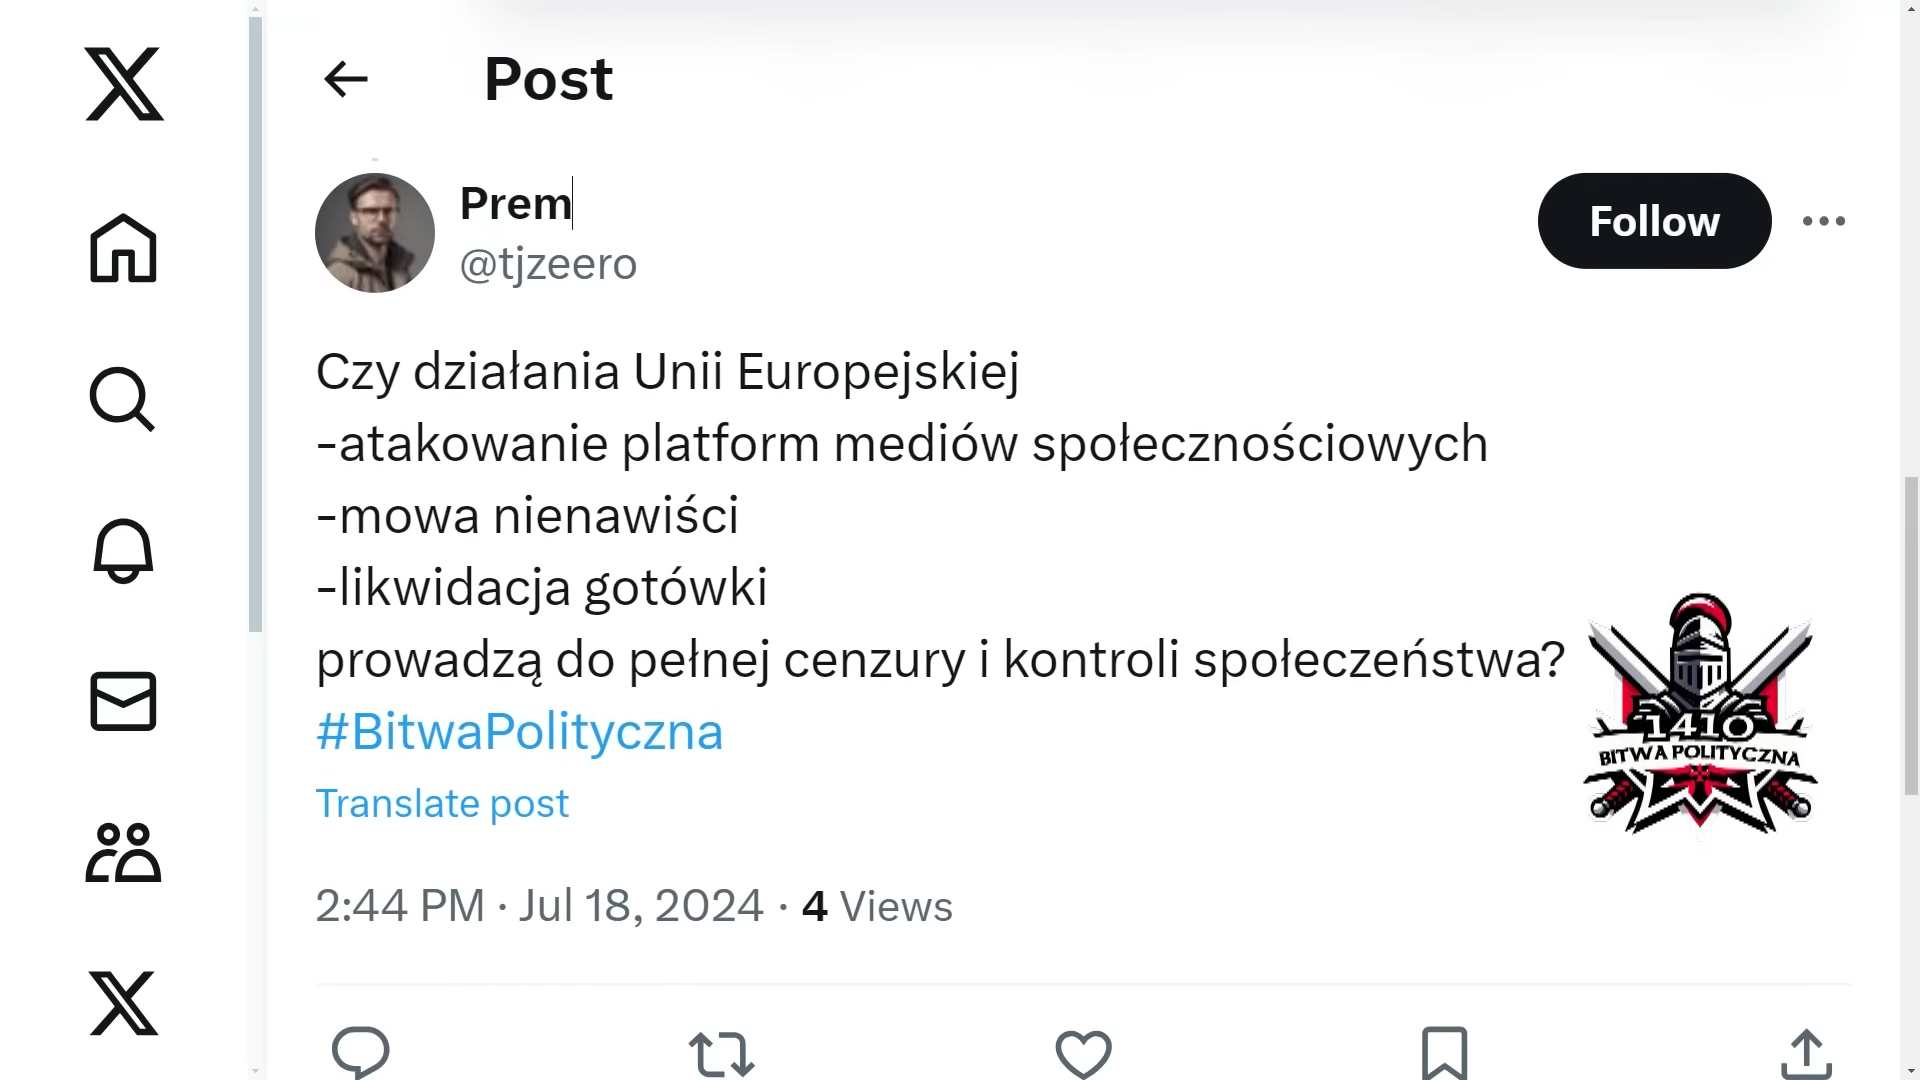 Post
Prem
@tjzeero
Follow
Czy działania Unii Europejskiej
-atakowanie platform mediów społecznościowych
-mowa nienawiści
-likwidacja gotówki
prowadzą do pełnej cenzury i kontroli społeczeństwa?
#BitwaPolityczna
Translate post
1410
BITWA POLITYCZNA
2:44 PM · Jul 18, 2024 · 4 Views